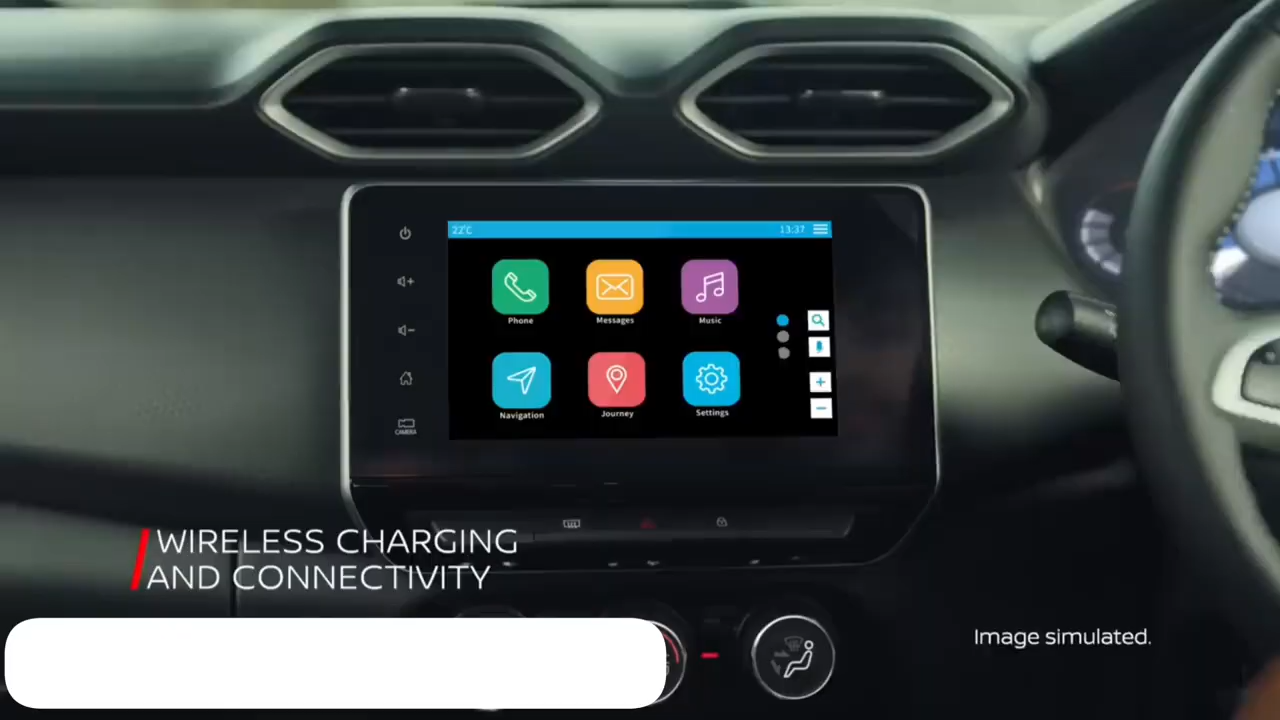 22°C 13:37
Phone Messages Music
Navigation Journey Settings
CAMERA
WIRELESS CHARGING
AND CONNECTIVITY
Image simulated.